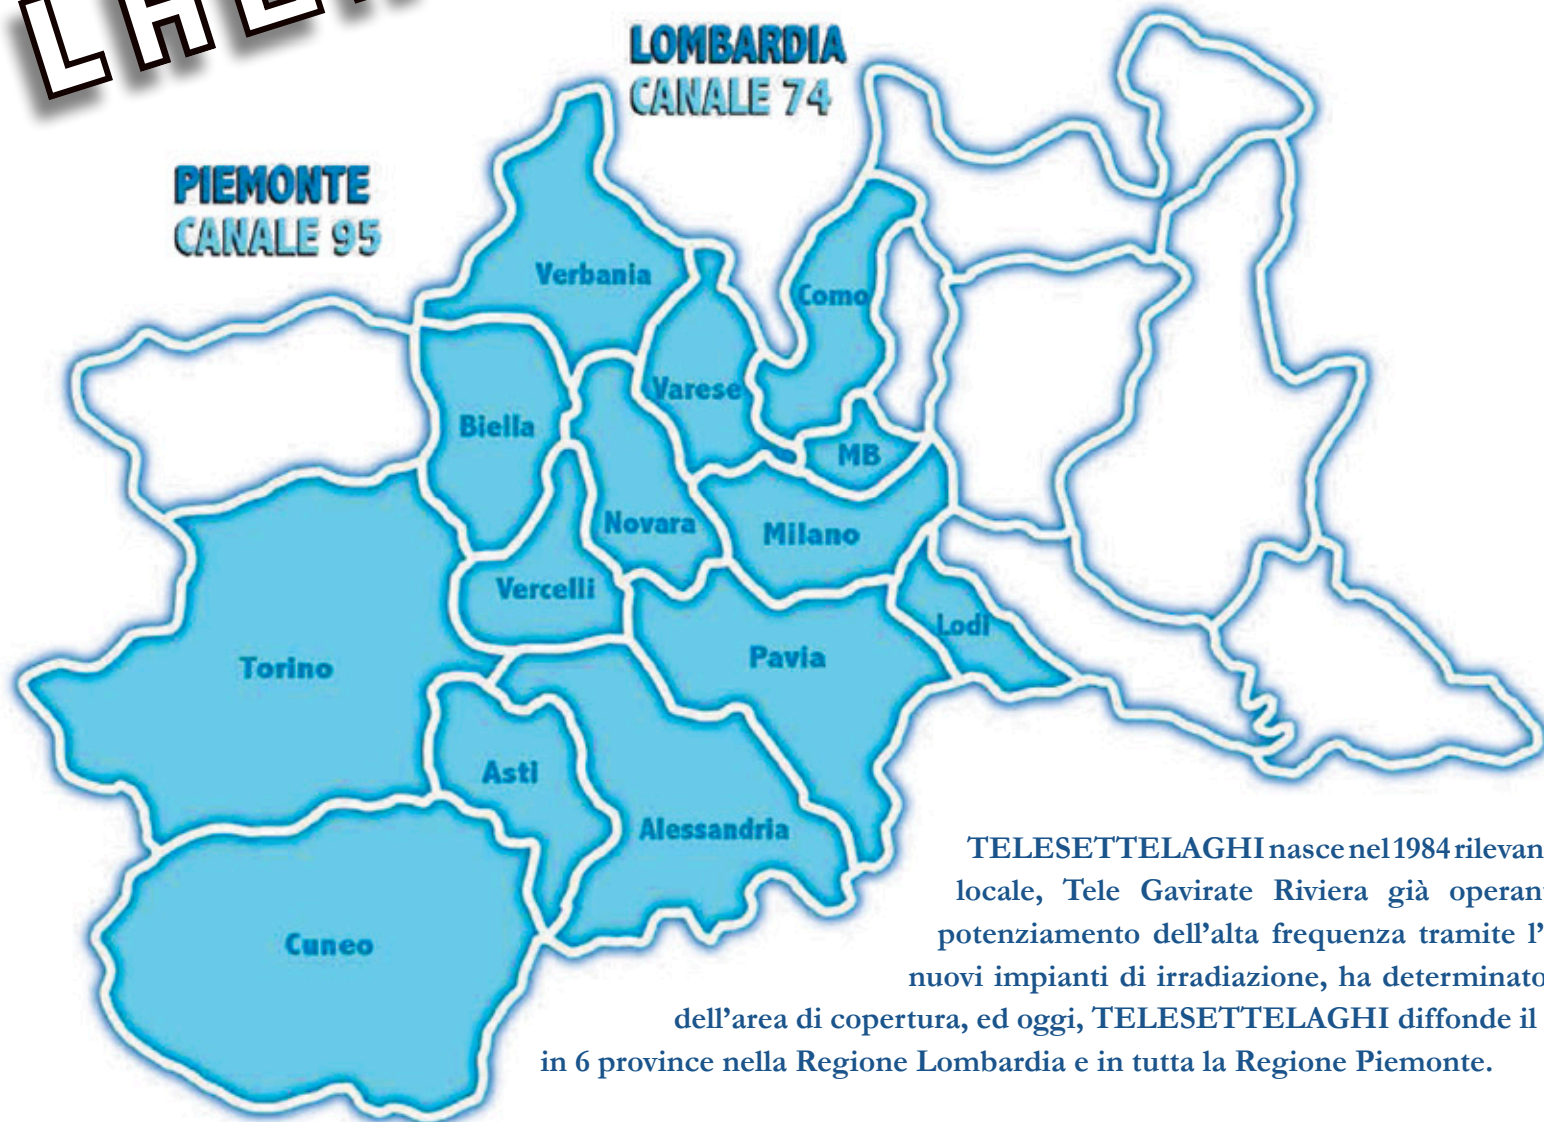 LOMBARDIA
CANALE 74
PIEMONTE
CANALE 95
Verbania
Como
Varese
Biella
MB
Novara
Milano
Vercelli
Lodi
Pavia
Torino
Asti
Alessandria
Cuneo
TELESETTELAGHI nasce nel 1984 rilevan
locale, Tele Gavirate Riviera già operan
potenziamento dell'alta frequenza tramite l'
nuovi impianti di irradiazione, ha determinato
dell'area di copertura, ed oggi, TELESETTELAGHI diffonde il
in 6 province nella Regione Lombardia e in tutta la Regione Piemonte.